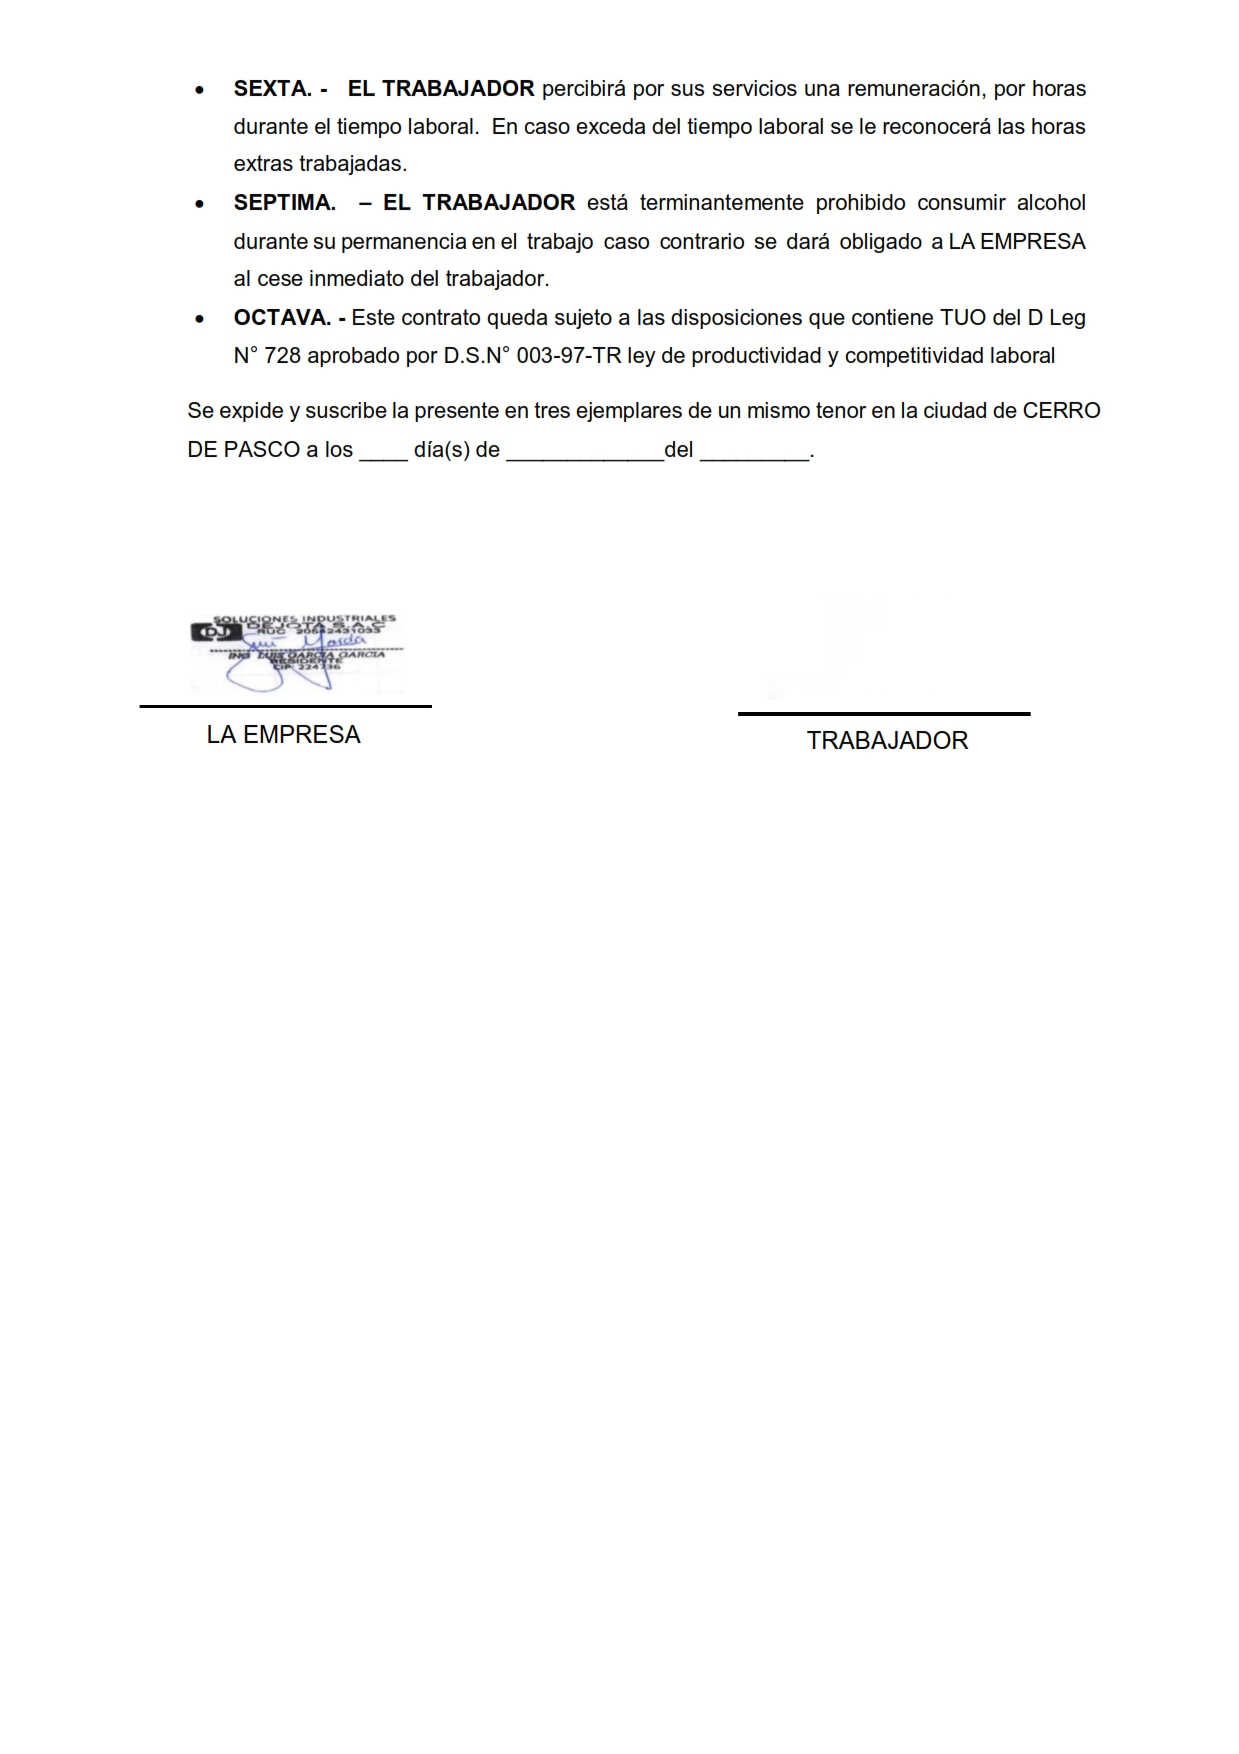 • SEXTA. - EL TRABAJADOR percibirá por sus servicios una remuneración, por horas
durante el tiempo laboral. En caso exceda del tiempo laboral se le reconocerá las horas
extras trabajadas.
• SEPTIMA. – EL TRABAJADOR está terminantemente prohibido consumir alcohol
durante su permanencia en el trabajo caso contrario se dará obligado a LA EMPRESA
al cese inmediato del trabajador.
• OCTAVA. - Este contrato queda sujeto a las disposiciones que contiene TUO del D Leg
N° 728 aprobado por D.S.N° 003-97-TR ley de productividad y competitividad laboral
Se expide y suscribe la presente en tres ejemplares de un mismo tenor en la ciudad de CERRO
DE PASCO a los ____ día(s) de _____________del _________.
SOLUCIONES INDUSTRIALES
DJ DEJOTA S.A.C
RUC
ING LUIS GARCIA GARCIA
RESIDENTE
CIP
LA EMPRESA
TRABAJADOR